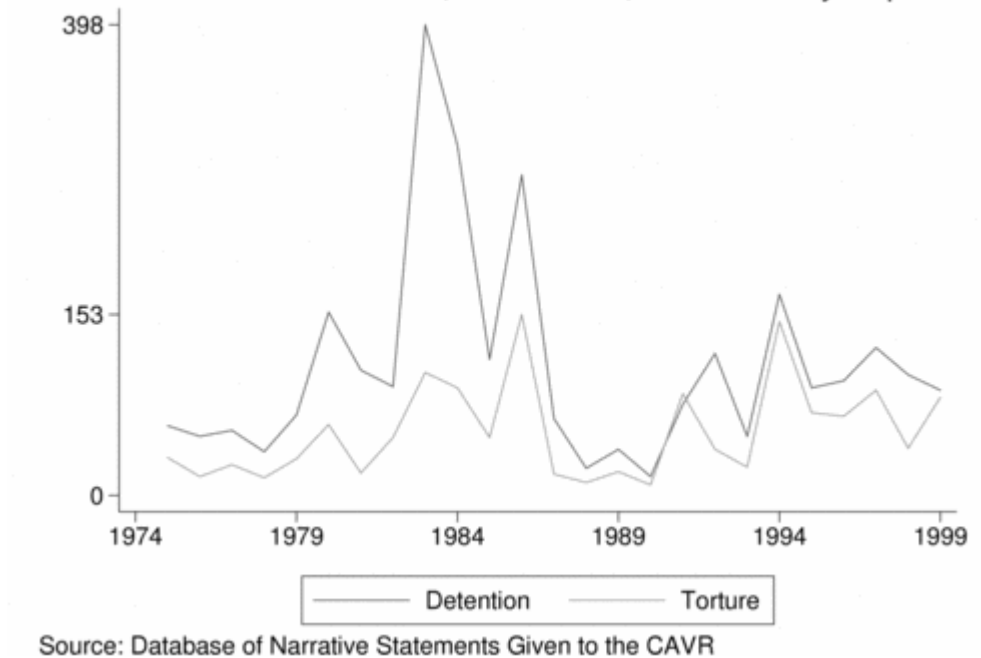 398
153
0
1974 1979 1984 1989 1994 1999
Detention Torture
Source: Database of Narrative Statements Given to the CAVR